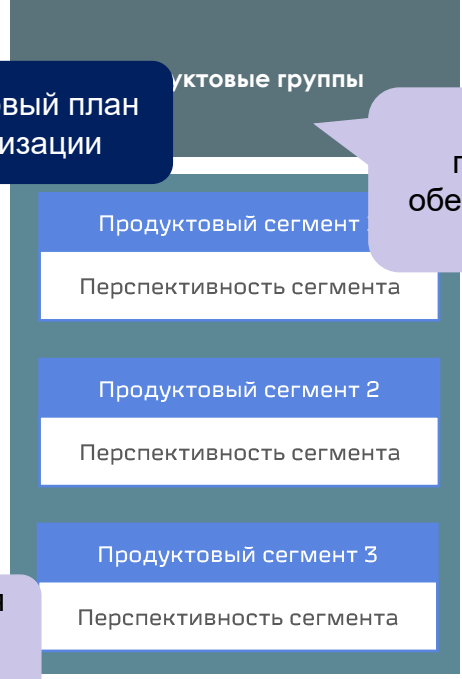 уктовые группы
овый план
изации
п
обе
Продуктовый сегмент
Перспективность сегмента
Продуктовый сегмент 2
Перспективность сегмента
Продуктовый сегмент 3
Перспективность сегмента